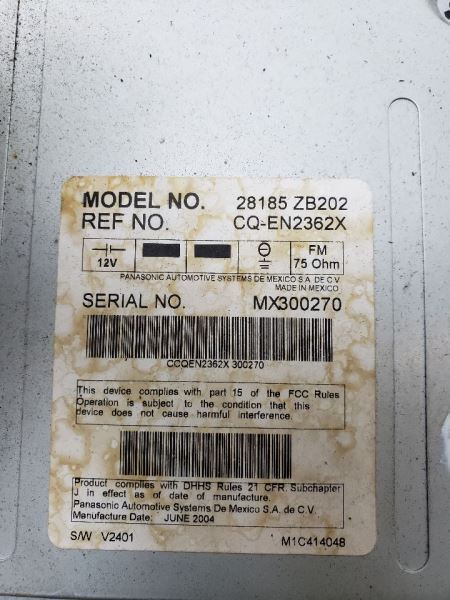 MODEL NO. 28185 ZB202
REF NO. CQ-EN2362X
12V
FM
75 Ohm
PANASONIC AUTOMOTIVE SYSTEMS DE MEXICO S.A. DE C.V.
MADE IN MEXICO
SERIAL NO. MX300270
CCQEN2362X 300270
This device complies with part 15 of the FCC Rules
Operation is subject to the condition that this
device does not cause harmful interference.
Product complies with DHHS Rules 21 CFR. Subchapter
J in effect as of date of manufacture.
Panasonic Automotive Systems De Mexico S.A. de C.V.
Manufacture Date: JUNE 2004
S/W V2401 M1C414048